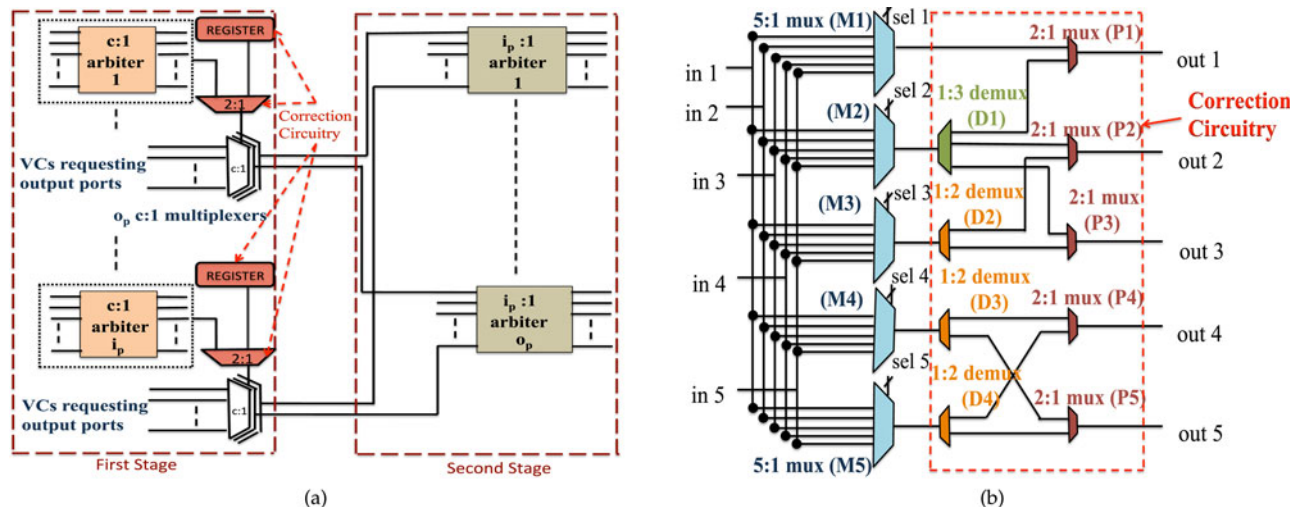 c:1
arbiter
1
REGISTER
2:1
Correction
Circuitry
VCs requesting
output ports
c:1
o_p c:1 multiplexers
REGISTER
c:1
arbiter
i_p
2:1
VCs requesting
output ports
c:1
First Stage
i_p :1
arbiter
1
i_p :1
arbiter
o_p
Second Stage
(a)
5:1 mux (M1)
sel 1
2:1 mux (P1)
in 1
out 1
sel 2
1:3 demux
(D1)
Correction
Circuitry
in 2
(M2)
2:1 mux (P2)
out 2
in 3
sel 3
1:2 demux
(D2)
2:1 mux
(P3)
(M3)
out 3
in 4
sel 4
1:2 demux
(D3)
2:1 mux (P4)
(M4)
out 4
sel 5
1:2 demux
(D4)
in 5
2:1 mux (P5)
out 5
5:1 mux (M5)
(b)